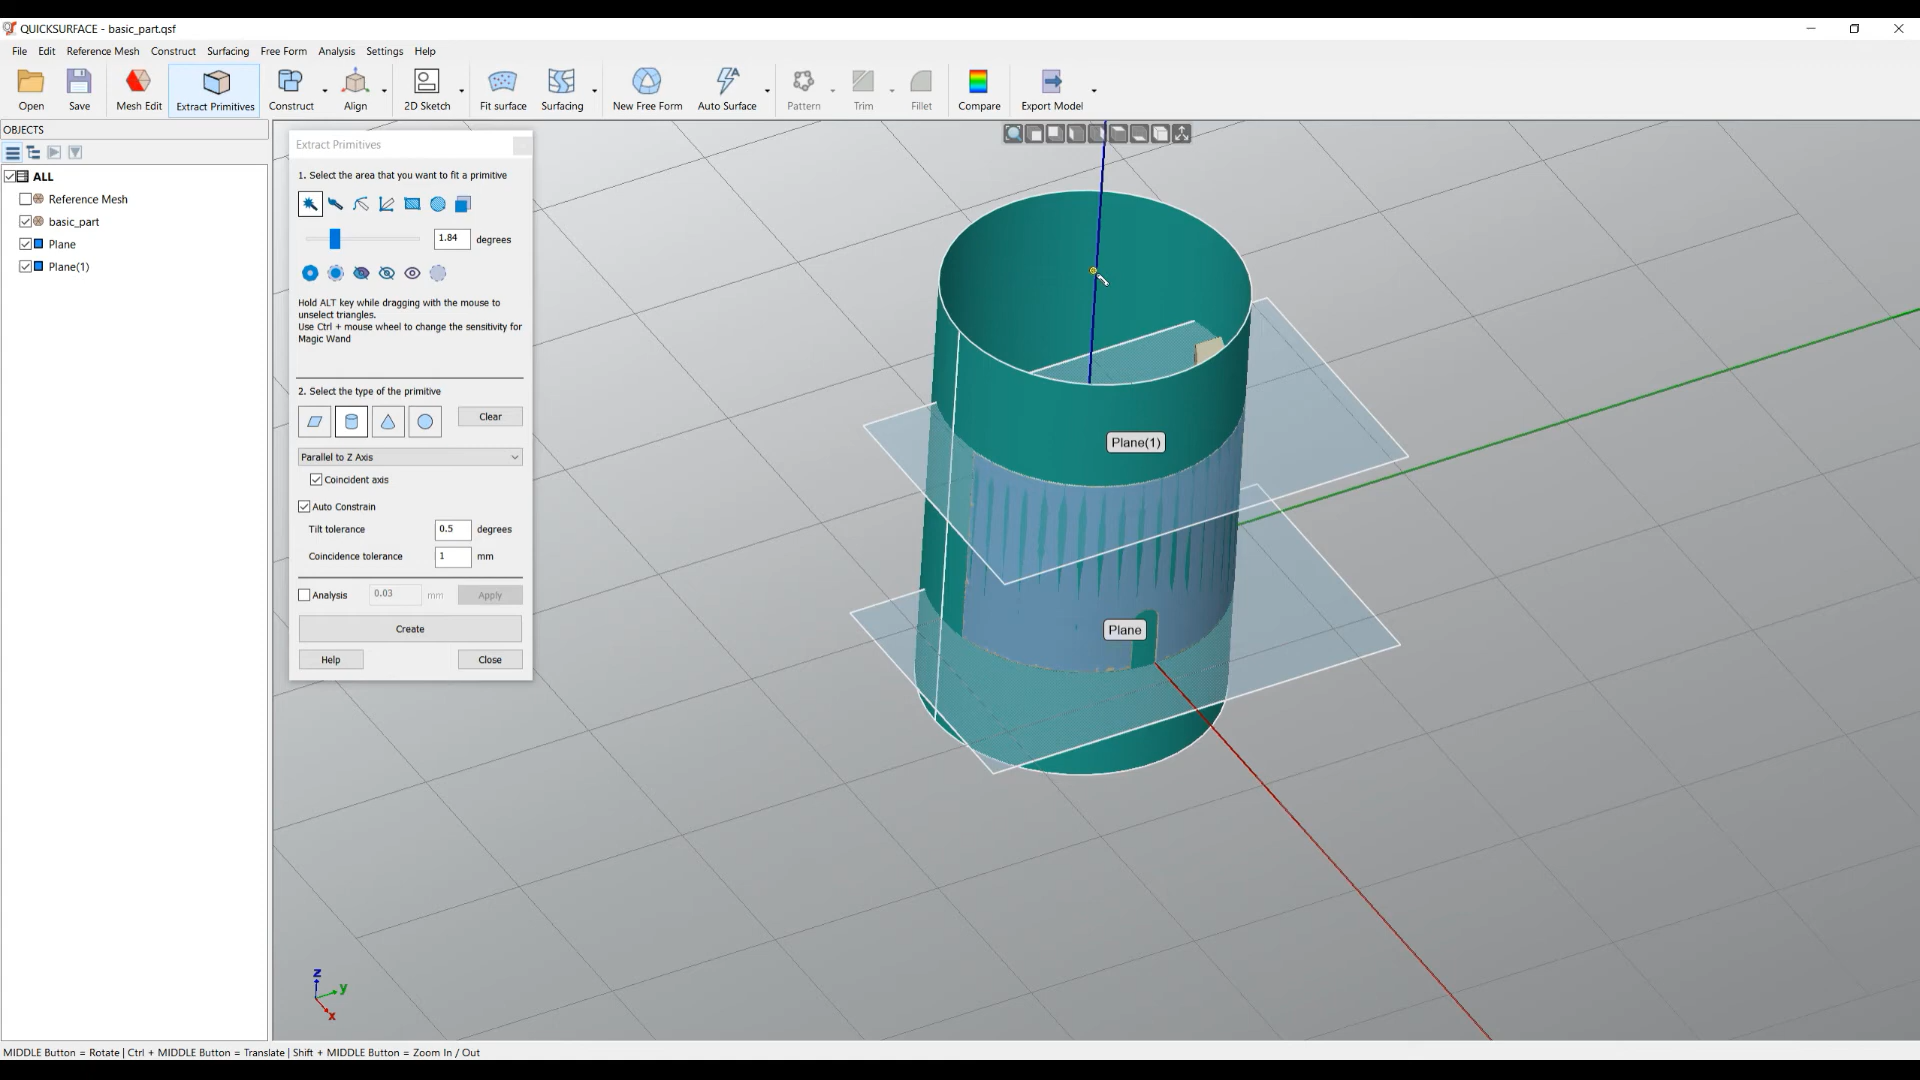 QUICKSURFACE - basic_part.qsf
File Edit Reference Mesh Construct Surfacing Free Form Analysis Settings Help
Open Save Mesh Edit Extract Primitives Construct Align 2D Sketch Fit surface Surfacing New Free Form Auto Surface Pattern Trim Fillet Compare Export Model
OBJECTS
ALL
Reference Mesh
basic_part
Plane
Plane(1)
Extract Primitives
1. Select the area that you want to fit a primitive
1.84 degrees
Hold ALT key while dragging with the mouse to
unselect triangles.
Use Ctrl + mouse wheel to change the sensitivity for
Magic Wand
2. Select the type of the primitive
Clear
Parallel to Z Axis
Coincident axis
Auto Constrain
Tilt tolerance 0.5 degrees
Coincidence tolerance 1 mm
Analysis 0.03 mm Apply
Create
Help Close
Plane(1)
Plane
z
y
x
MIDDLE Button = Rotate | Ctrl + MIDDLE Button = Translate | Shift + MIDDLE Button = Zoom In / Out